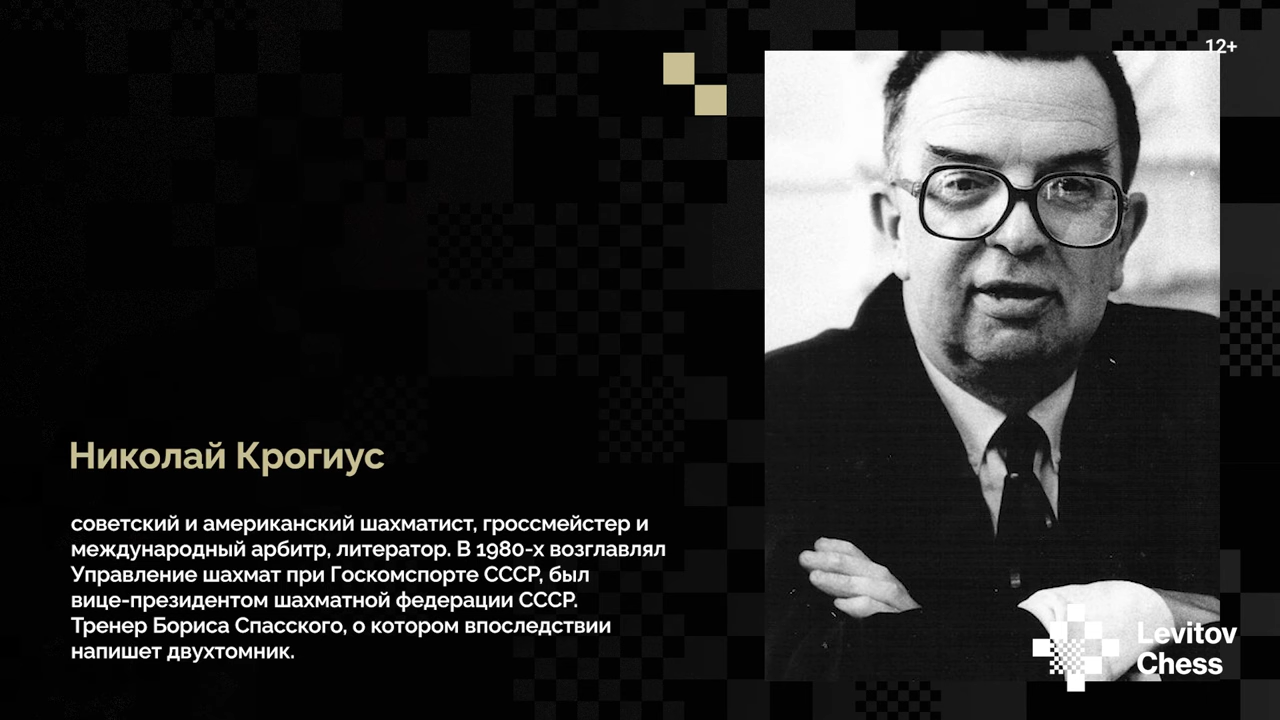 12+
Николай Крогиус
советский и американский шахматист, гроссмейстер и
международный арбитр, литератор. В 1980-х возглавлял
Управление шахмат при Госкомспорте СССР, был
вице-президентом шахматной федерации СССР.
Тренер Бориса Спасского, о котором впоследствии
напишет двухтомник.
Levitov
Chess